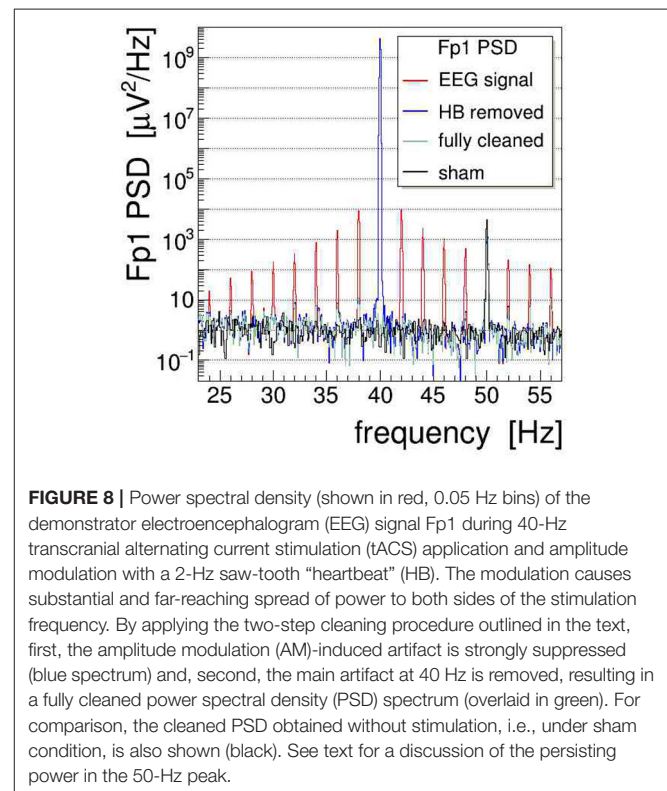 Fp1 PSD [µV²/Hz]
10⁹
10⁷
10⁵
10³
10
10⁻¹
Fp1 PSD
EEG signal
HB removed
fully cleaned
sham
25 30 35 40 45 50 55
frequency [Hz]
FIGURE 8 | Power spectral density (shown in red, 0.05 Hz bins) of the
demonstrator electroencephalogram (EEG) signal Fp1 during 40-Hz
transcranial alternating current stimulation (tACS) application and amplitude
modulation with a 2-Hz saw-tooth “heartbeat” (HB). The modulation causes
substantial and far-reaching spread of power to both sides of the stimulation
frequency. By applying the two-step cleaning procedure outlined in the text,
first, the amplitude modulation (AM)-induced artifact is strongly suppressed
(blue spectrum) and, second, the main artifact at 40 Hz is removed, resulting in
a fully cleaned power spectral density (PSD) spectrum (overlaid in green). For
comparison, the cleaned PSD obtained without stimulation, i.e., under sham
condition, is also shown (black). See text for a discussion of the persisting
power in the 50-Hz peak.